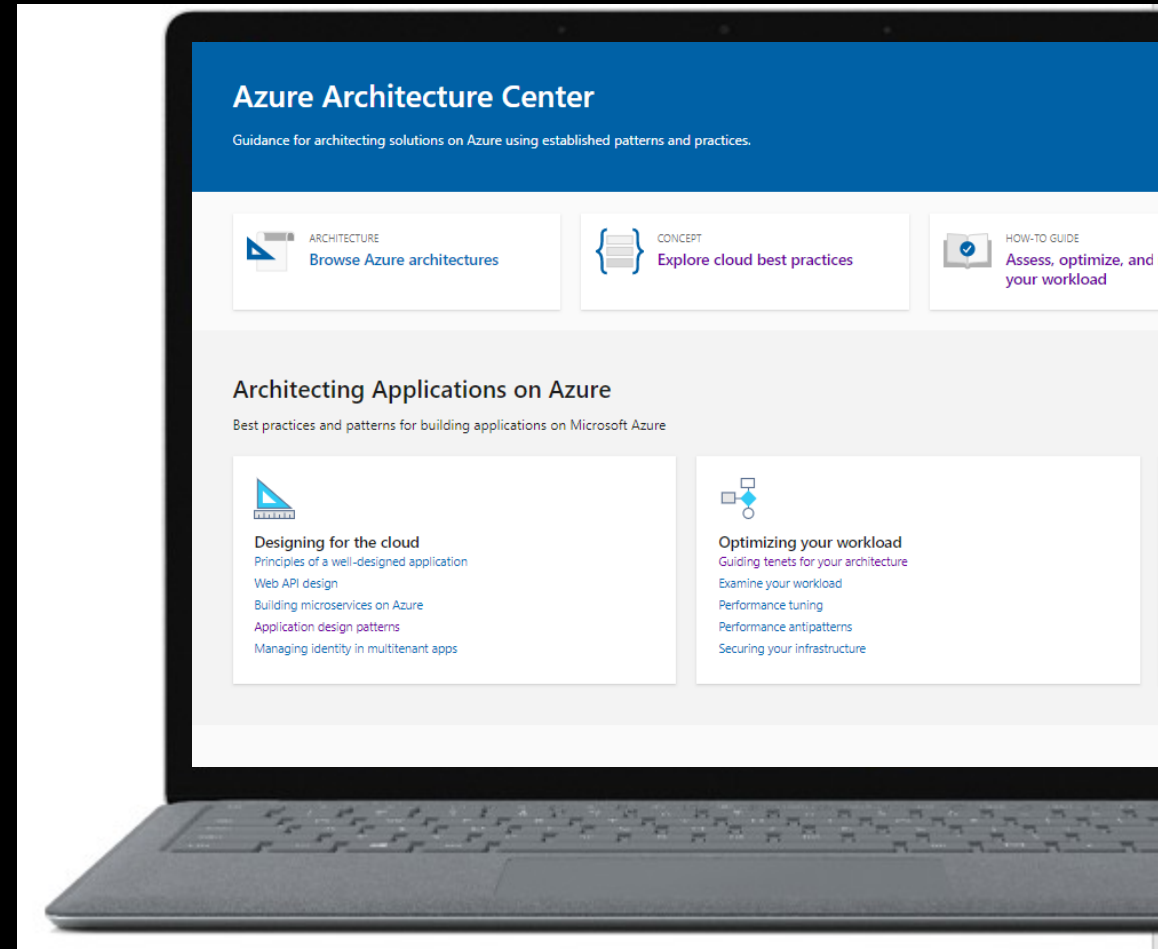 Azure Architecture Center
Guidance for architecting solutions on Azure using established patterns and practices.
ARCHITECTURE
Browse Azure architectures
CONCEPT
Explore cloud best practices
HOW-TO GUIDE
Assess, optimize, and
your workload
Architecting Applications on Azure
Best practices and patterns for building applications on Microsoft Azure
Designing for the cloud
Principles of a well-designed application
Web API design
Building microservices on Azure
Application design patterns
Managing identity in multitenant apps
Optimizing your workload
Guiding tenets for your architecture
Examine your workload
Performance tuning
Performance antipatterns
Securing your infrastructure